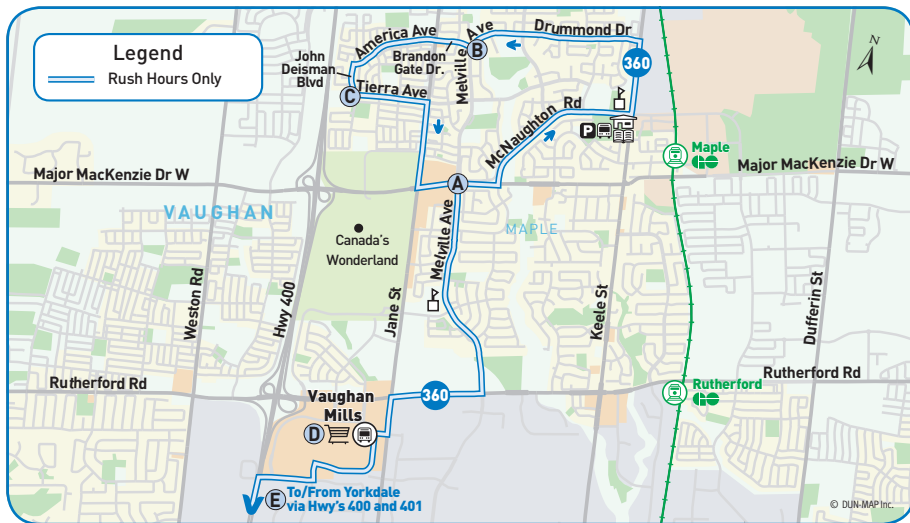 Legend
Rush Hours Only
America Ave
Brandon
Gate Dr.
Melville Ave
Drummond Dr
N
John
Deisman
Blvd
B
360
C
Tierra Ave
McNaughton Rd
P
Maple
Major MacKenzie Dr W
Major MacKenzie Dr W
A
VAUGHAN
MAPLE
Canada's
Wonderland
Melville Ave
Weston Rd
Hwy 400
Jane St
Keele St
Dufferin St
Rutherford Rd
360
Rutherford
Rutherford Rd
Vaughan
Mills
D
E
To/From Yorkdale
via Hwy's 400 and 401
© DUN-MAP Inc.